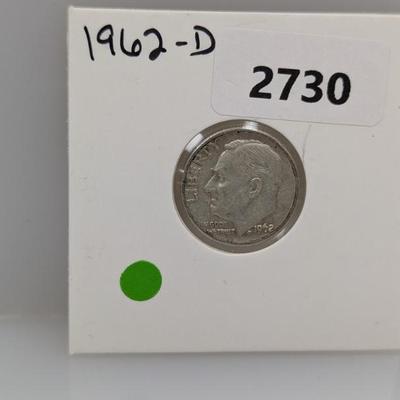 1962-D
2730
LIBERTY
IN GOD
WE TRUST
1962